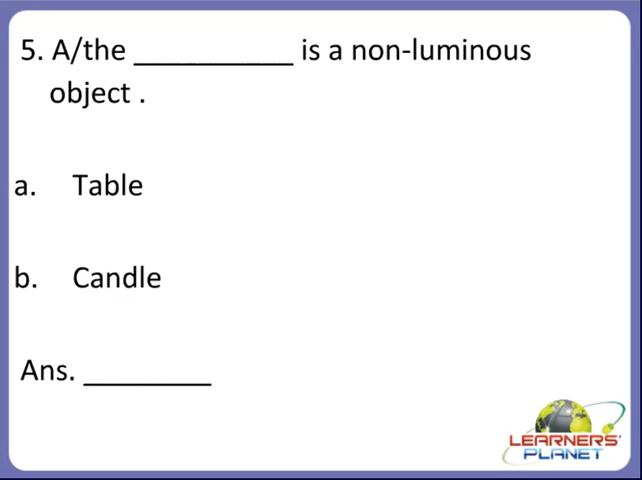 5. A/the __________ is a non-luminous
object .
a. Table
b. Candle
Ans. ________
LEARNERS'
PLANET